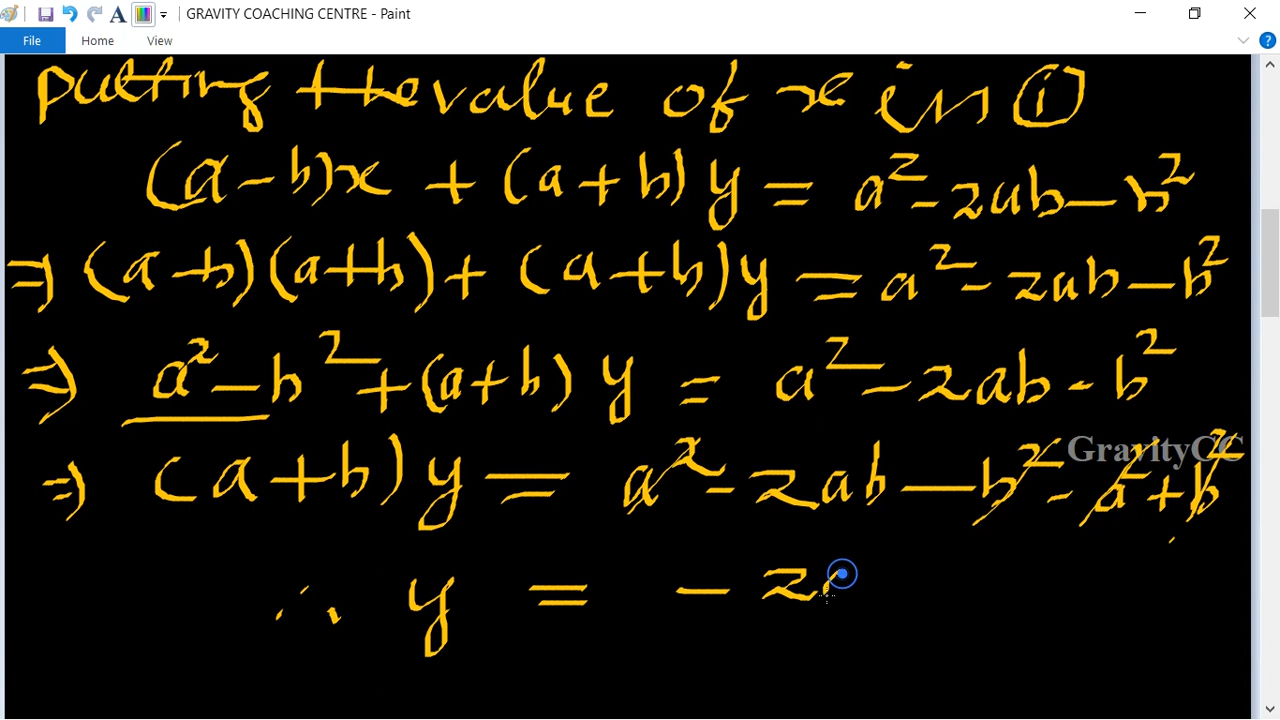 GRAVITY COACHING CENTRE - Paint
File Home View
Putting the value of x in ①
(a-b)x + (a+b)y = a²-2ab-b²
⇒ (a-b)(a+b) + (a+b)y = a²-2ab-b²
⇒ a²-b²+(a+b)y = a²-2ab-b²
GravityCC
⇒ (a+b)y = a²-2ab-b²-a²+b²
∴ y = -2